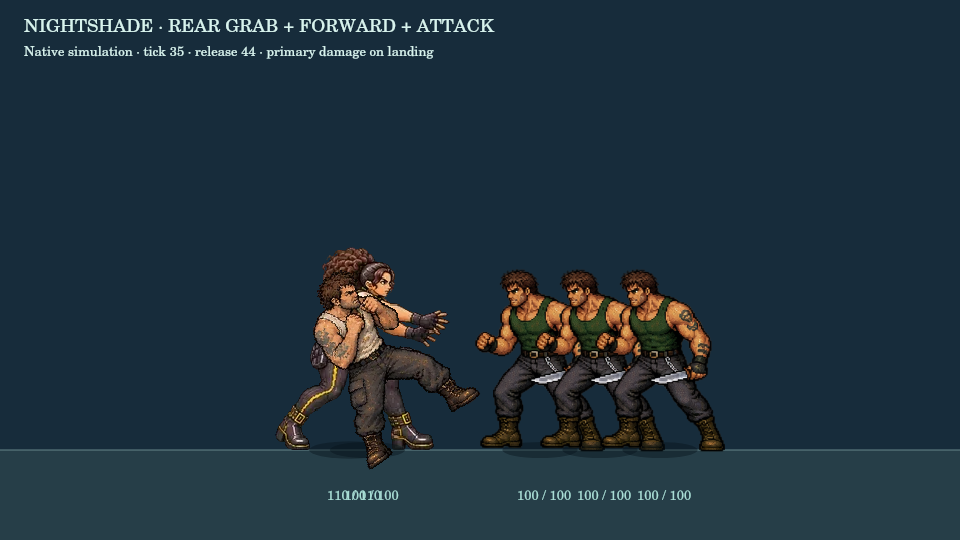 NIGHTSHADE · REAR GRAB + FORWARD + ATTACK
Native simulation · tick 35 · release 44 · primary damage on landing
100 / 100 100 / 100 100 / 100